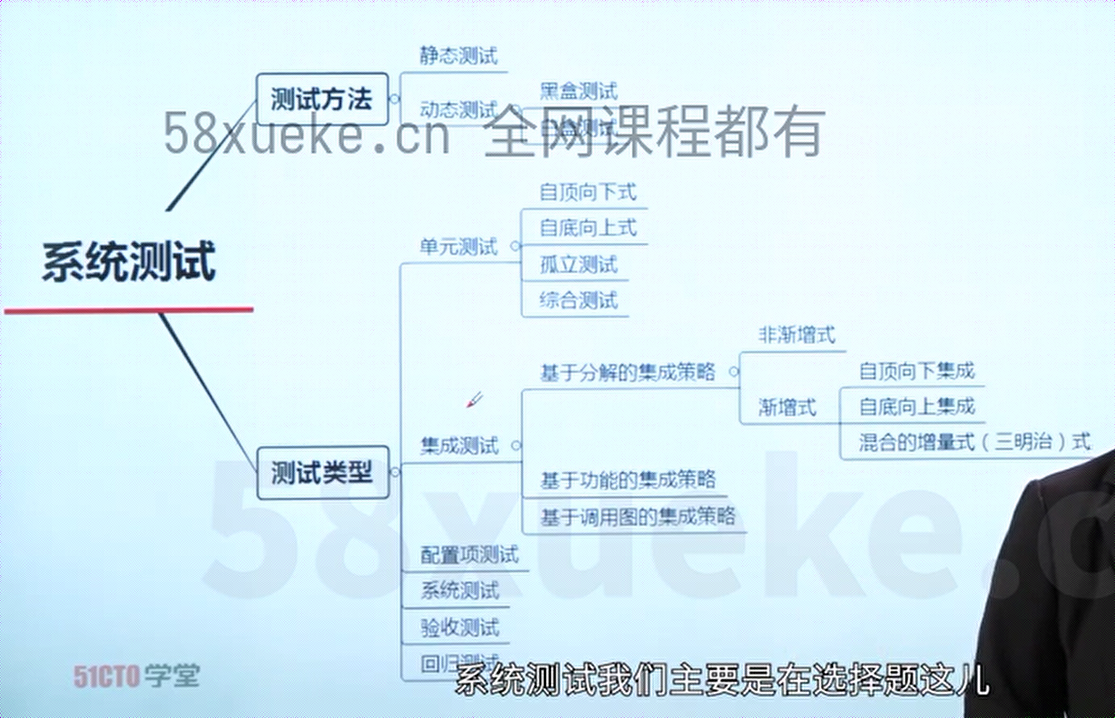 静态测试
测试方法
黑盒测试
动态测试
白盒测试
58xueke.cn 全网课程都有
自顶向下式
单元测试
自底向上式
系统测试
孤立测试
综合测试
非渐增式
基于分解的集成策略
自顶向下集成
渐增式
自底向上集成
集成测试
混合的增量式（三明治）式
测试类型
基于功能的集成策略
基于调用图的集成策略
58xueke.c
配置项测试
系统测试
验收测试
回归测试
51CTO学堂
系统测试我们主要是在选择题这儿